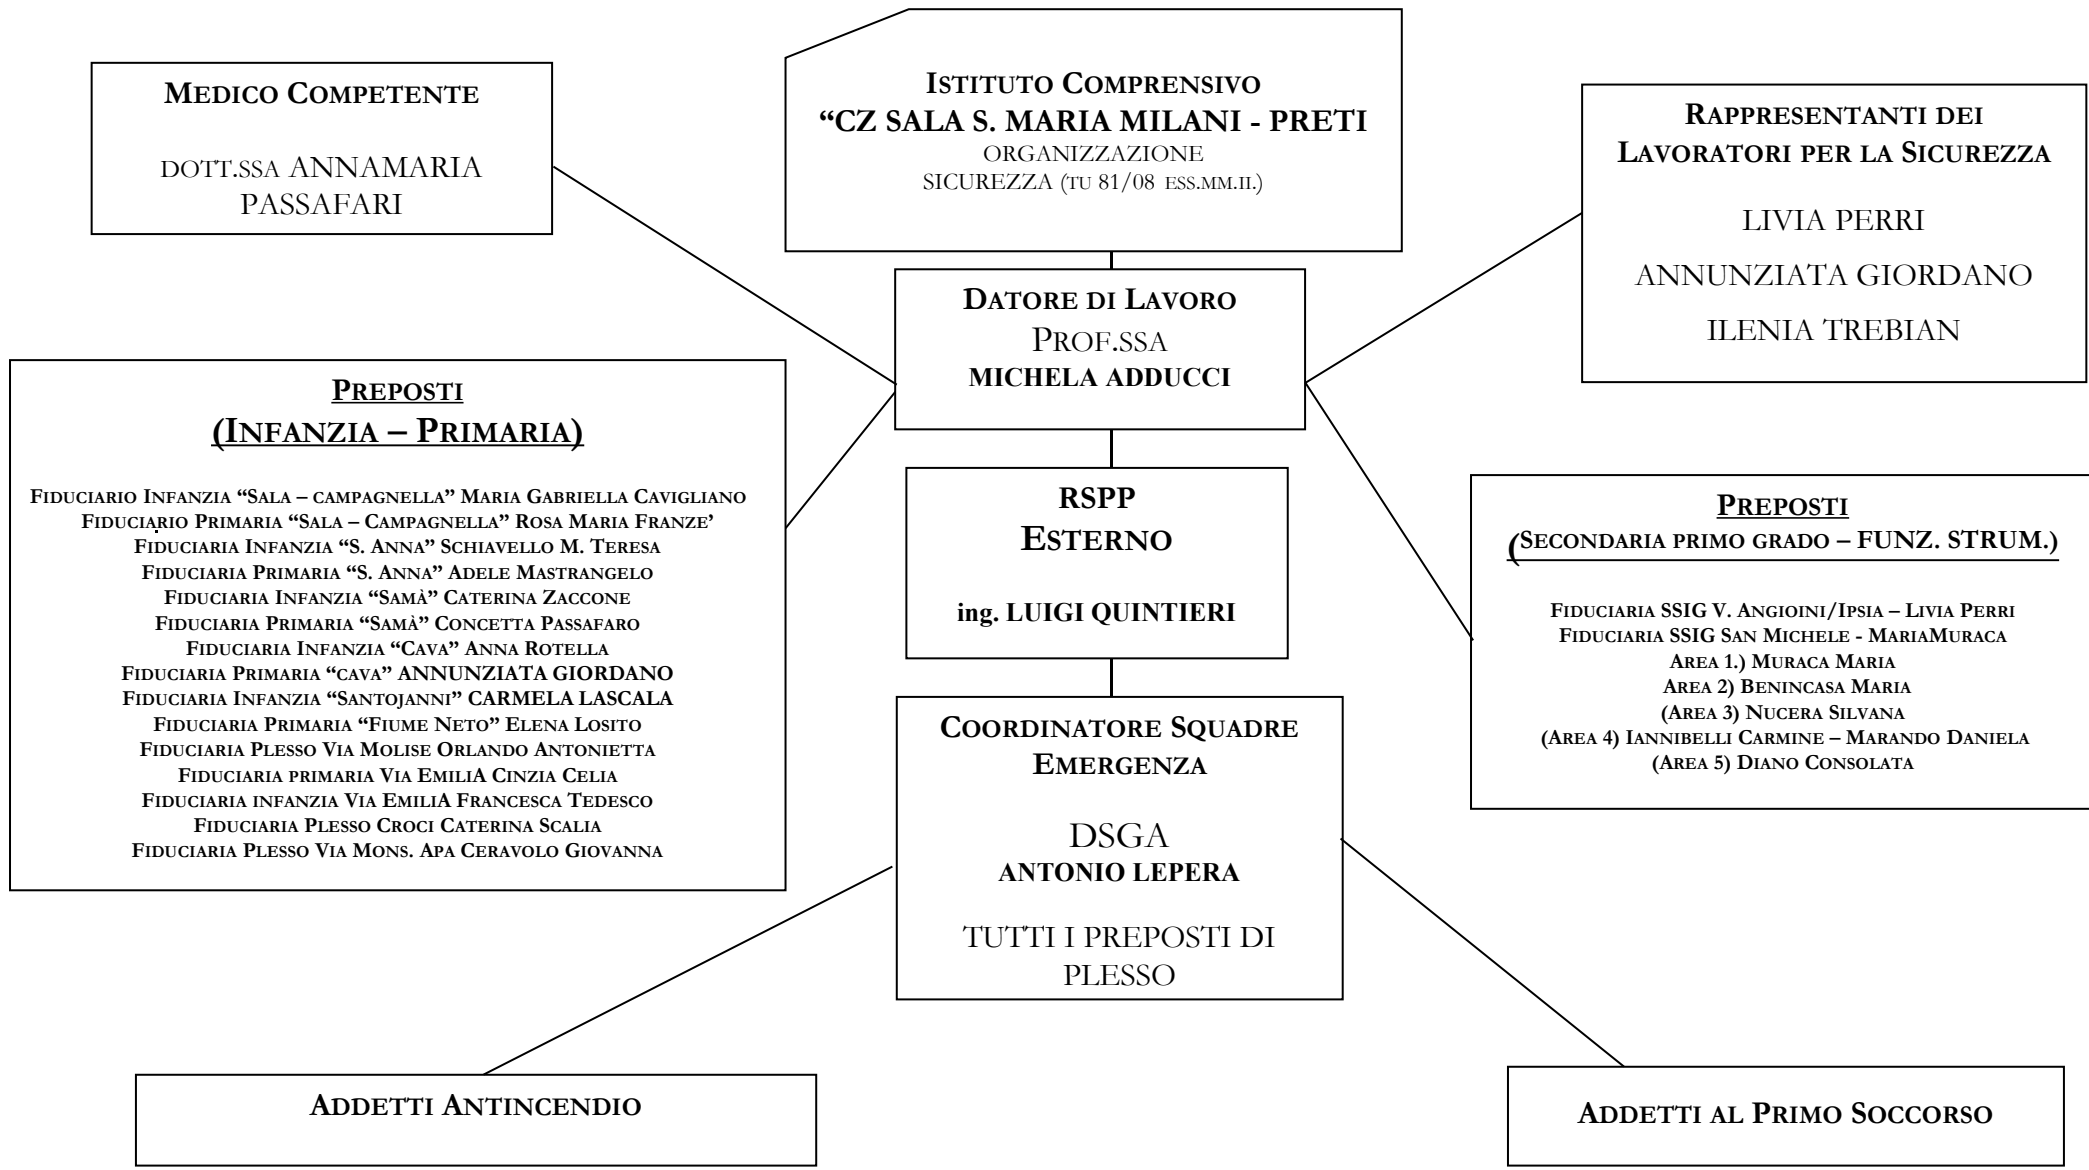 Medico Competente
dott.ssa ANNAMARIA
PASSAFARI
Istituto Comprensivo
“CZ SALA S. MARIA MILANI - PRETI
organizzazione
sicurezza (tu 81/08 ess.mm.ii.)
Rappresentanti dei
Lavoratori per la Sicurezza
LIVIA PERRI
ANNUNZIATA GIORDANO
ILENIA TREBIAN
Datore di Lavoro
Prof.ssa
MICHELA ADDUCCI
Preposti
(Infanzia – Primaria)
Fiduciario Infanzia “Sala – campagnella” Maria Gabriella Cavigliano
Fiduciario Primaria “Sala – Campagnella” Rosa Maria Franze’
Fiduciaria Infanzia “S. Anna” Schiavello M. Teresa
Fiduciaria Primaria “S. Anna” Adele Mastrangelo
Fiduciaria Infanzia “Samà” Caterina Zaccone
Fiduciaria Primaria “Samà” Concetta Passafaro
Fiduciaria Infanzia “Cava” Anna Rotella
Fiduciaria Primaria “cava” ANNUNZIATA GIORDANO
Fiduciaria Infanzia “Santojanni” CARMELA LASCALA
Fiduciaria Primaria “Fiume Neto” Elena Losito
Fiduciaria Plesso Via Molise Orlando Antonietta
Fiduciaria primaria Via EmiliA Cinzia Celia
Fiduciaria infanzia Via EmiliA Francesca Tedesco
Fiduciaria Plesso Croci Caterina Scalia
Fiduciaria Plesso Via Mons. Apa Ceravolo Giovanna
RSPP
Esterno
ing. LUIGI QUINTIERI
Preposti
(Secondaria primo grado – FUNZ. STRUM.)
Fiduciaria SSIG V. Angioini/Ipsia – Livia Perri
Fiduciaria SSIG San Michele - MariaMuraca
Area 1.) Muraca Maria
Area 2) Benincasa Maria
(Area 3) Nucera Silvana
(Area 4) Iannibelli Carmine – Marando Daniela
(Area 5) Diano Consolata
Coordinatore Squadre
Emergenza
DSGA
ANTONIO LEPERA
TUTTI I PREPOSTI DI
PLESSO
Addetti Antincendio
Addetti al Primo Soccorso